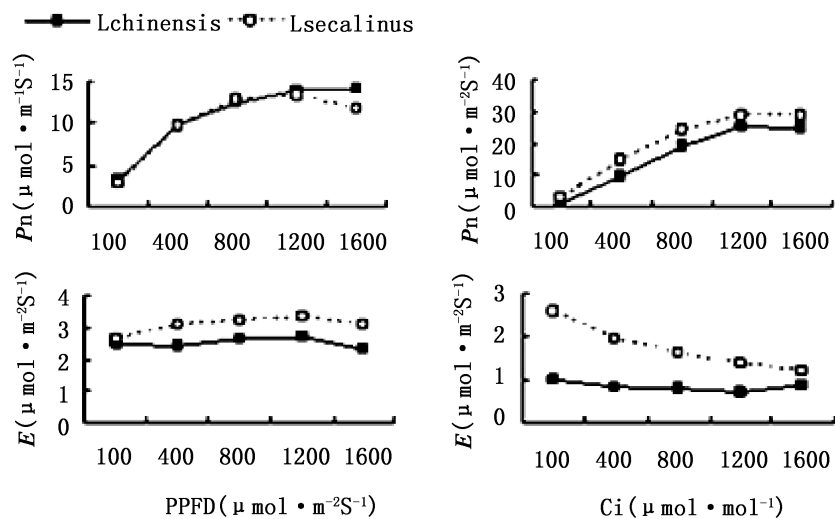 Lchinensis Lsecalinus
Pn(μmol·m⁻¹S⁻¹)
15
10
5
0
100 400 800 1200 1600
Pn(μmol·m⁻²S⁻¹)
40
30
20
10
0
100 400 800 1200 1600
E(μmol·m⁻²S⁻¹)
4
3
2
1
0
100 400 800 1200 1600
PPFD(μmol·m⁻²S⁻¹)
E(μmol·m⁻²S⁻¹)
3
2
1
0
100 400 800 1200 1600
Ci(μmol·mol⁻¹)